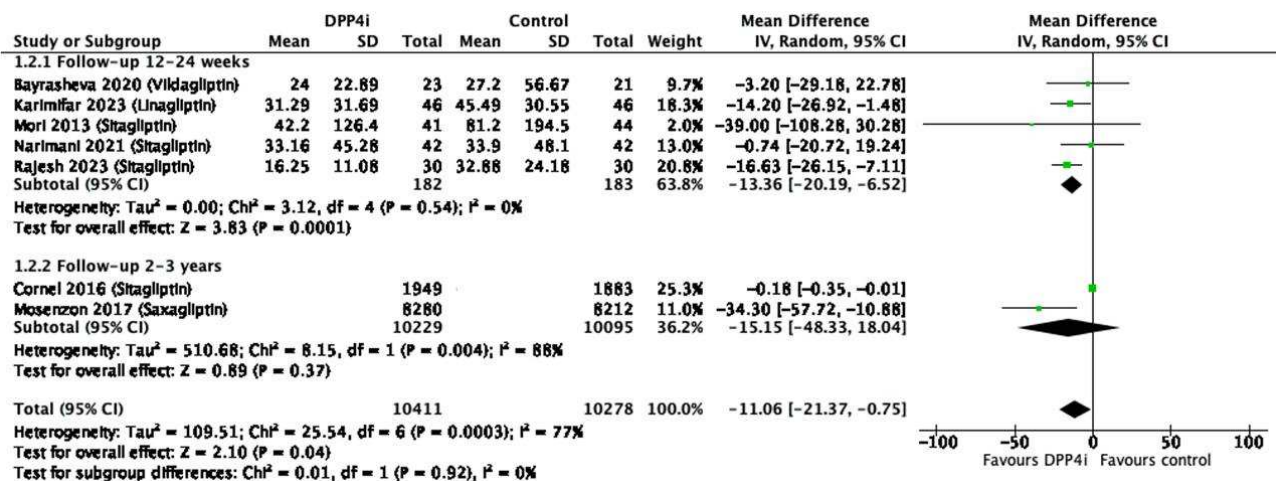 DPP4i Control Mean Difference Mean Difference
Study or Subgroup Mean SD Total Mean SD Total Weight IV, Random, 95% CI IV, Random, 95% CI
1.2.1 Follow-up 12-24 weeks
Bayrasheva 2020 (Vildagliptin) 24 22.89 23 27.2 56.67 21 9.7% -3.20 [-29.18, 22.78]
Karimifar 2023 (Linagliptin) 31.29 31.69 46 45.49 30.55 46 18.3% -14.20 [-26.92, -1.48]
Mori 2013 (Sitagliptin) 42.2 126.4 41 81.2 194.5 44 2.0% -39.00 [-108.28, 30.28]
Narimani 2021 (Sitagliptin) 33.16 45.28 42 33.9 48.1 42 13.0% -0.74 [-20.72, 19.24]
Rajesh 2023 (Sitagliptin) 16.25 11.08 30 32.88 24.18 30 20.8% -16.63 [-26.15, -7.11]
Subtotal (95% CI) 182 183 63.8% -13.36 [-20.19, -6.52]
Heterogeneity: Tau² = 0.00; Chi² = 3.12, df = 4 (P = 0.54); I² = 0%
Test for overall effect: Z = 3.83 (P = 0.0001)
1.2.2 Follow-up 2-3 years
Cornel 2016 (Sitagliptin) 1949 1883 25.3% -0.18 [-0.35, -0.01]
Mosenzon 2017 (Saxagliptin) 8280 8212 11.0% -34.30 [-57.72, -10.88]
Subtotal (95% CI) 10229 10095 36.2% -15.15 [-48.33, 18.04]
Heterogeneity: Tau² = 510.68; Chi² = 8.15, df = 1 (P = 0.004); I² = 88%
Test for overall effect: Z = 0.89 (P = 0.37)
Total (95% CI) 10411 10278 100.0% -11.06 [-21.37, -0.75]
Heterogeneity: Tau² = 109.51; Chi² = 25.54, df = 6 (P = 0.0003); I² = 77%
Test for overall effect: Z = 2.10 (P = 0.04)
Test for subgroup differences: Chi² = 0.01, df = 1 (P = 0.92), I² = 0%
-100 -50 0 50 100
Favours DPP4i Favours control